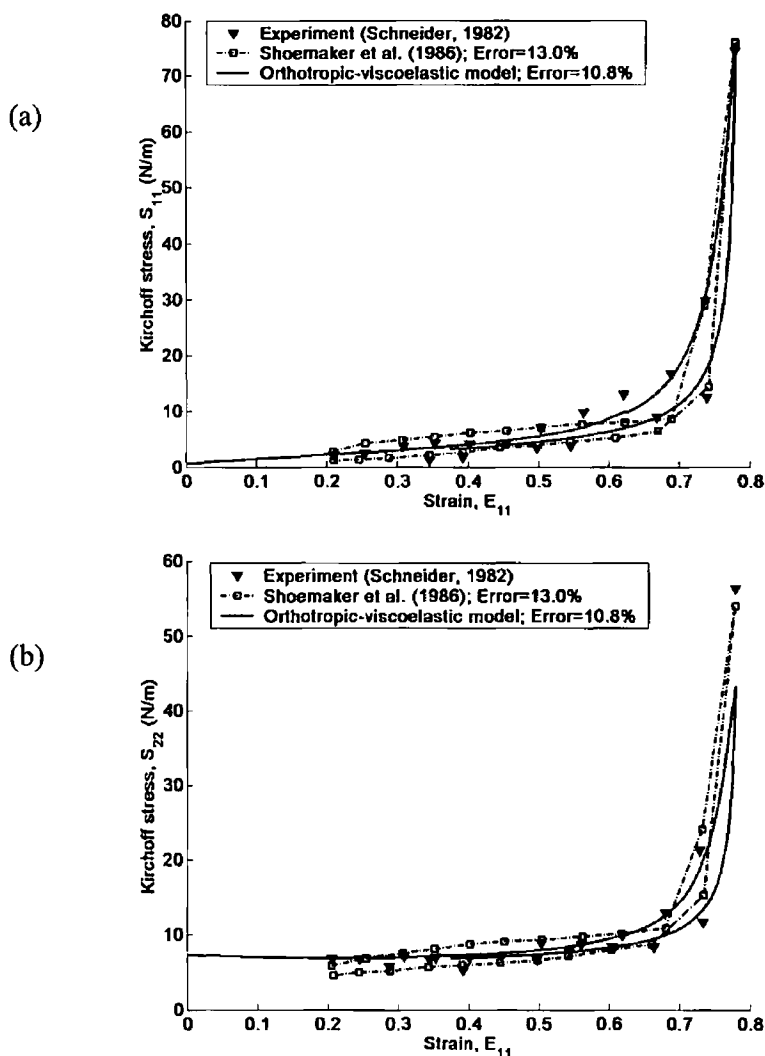 (a)
Experiment (Schneider, 1982)
Shoemaker et al. (1986); Error=13.0%
Orthotropic-viscoelastic model; Error=10.8%
Kirchoff stress, S11 (N/m)
80
70
60
50
40
30
20
10
0
0 0.1 0.2 0.3 0.4 0.5 0.6 0.7 0.8
Strain, E11
(b)
Experiment (Schneider, 1982)
Shoemaker et al. (1986); Error=13.0%
Orthotropic-viscoelastic model; Error=10.8%
Kirchoff stress, S22 (N/m)
60
50
40
30
20
10
0
0 0.1 0.2 0.3 0.4 0.5 0.6 0.7 0.8
Strain, E11